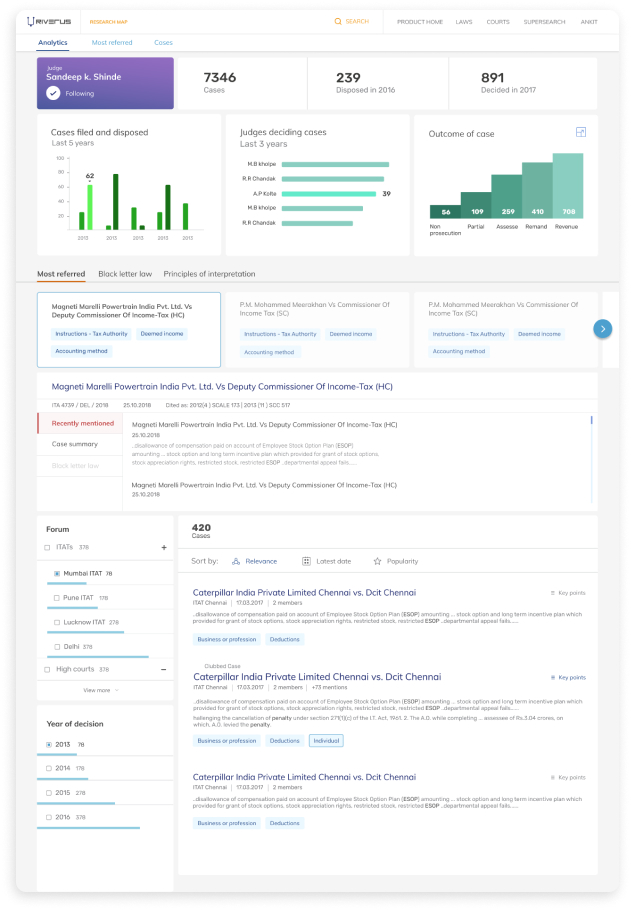 RIVERUS
RESEARCH MAP
SEARCH
PRODUCT HOME
LAWS
COURTS
SUPERSEARCH
ANKIT
Analytics
Most referred
Cases
Judge
Sandeep k. Shinde
Following
7346
Cases
239
Disposed in 2016
891
Decided in 2017
Cases filed and disposed
Last 5 years
100
80
60
40
20
62
2013
2015
2013
2014
2015
Judges deciding cases
Last 3 years
M.B kholpe
R.R Chandak
A.P Kolte
39
M.B kholpe
R.R Chandak
Outcome of case
56
109
259
410
708
Non prosecution
Partial
Assesse
Remand
Revenue
Most referred
Block letter law
Principles of interpretation
Magneti Marelli Powertrain India Pvt. Ltd. Vs
Deputy Commissioner Of Income-Tax (HC)
Instructions - Tax Authority
Deemed Income
Accounting method
P.M. Mohammed Meerakhan Vs Commissioner Of
Income Tax (SC)
Instructions - Tax Authority
Deemed income
Accounting method
P.M. Mohammed Meerakhan Vs Commissioner Of
Income Tax (SC)
Instructions - Tax Authority
Deemed income
Accounting method
Magneti Marelli Powertrain India Pvt. Ltd. Vs Deputy Commissioner Of Income-Tax (HC)
ITA 4739 / DEL / 2018
25.10.2018
Cited as: 2012(4) SCALE 173 | 2013 (11) SCC 517
Recently mentioned
Case summary
Block letter law
Magneti Marelli Powertrain India Pvt. Ltd. Vs Deputy Commissioner Of Income-Tax (HC)
25.10.2018
..disallowance of compensation paid on account of Employee Stock Option Plan (ESOP)
amounting ... stock option and long term incentive plan which provided for grant of stock options,
stock appreciation rights, restricted stock, restricted ESOP ..departmental appeal fails.....
Magneti Marelli Powertrain India Pvt. Ltd. Vs Deputy Commissioner Of Income-Tax (HC)
25.10.2018
Forum
ITATs 378
+
Mumbai ITAT 78
Pune ITAT 178
Lucknow ITAT 278
Delhi 378
High courts 378
–
View more
Year of decision
2013 78
2014 178
2015 278
2016 378
420
Cases
Sort by:
Relevance
Latest date
Popularity
Caterpillar India Private Limited Chennai vs. Dcit Chennai
Key points
ITAT Chennai | 17.03.2017 | 2 members
..disallowance of compensation paid on account of Employee Stock Option Plan (ESOP) amounting ... stock option and long term incentive plan which
provided for grant of stock options, stock appreciation rights, restricted stock, restricted ESOP ..departmental appeal fails.....
Business or profession
Deductions
Clubbed Case
Caterpillar India Private Limited Chennai vs. Dcit Chennai
Key points
ITAT Chennai | 17.03.2017 | 2 members | +73 mentions
..disallowance of compensation paid on account of Employee Stock Option Plan (ESOP) amounting ... stock option and long term incentive plan which
provided for grant of stock options, stock appreciation rights, restricted stock, restricted ESOP ..departmental appeal fails.....
hallenging the cancelation of penalty under section 271(1)(c) of the I.T. Act, 1961. 2. The A.O. while completing ... assessee of Rs.3.04 crores, on
which, A.O. levied the penalty.
Business or profession
Deductions
Individual
Caterpillar India Private Limited Chennai vs. Dcit Chennai
Key points
ITAT Chennai | 17.03.2017 | 2 members
..disallowance of compensation paid on account of Employee Stock Option Plan (ESOP) amounting ... stock option and long term incentive plan which
provided for grant of stock options, stock appreciation rights, restricted stock, restricted ESOP ..departmental appeal fails.....
Business or profession
Deductions